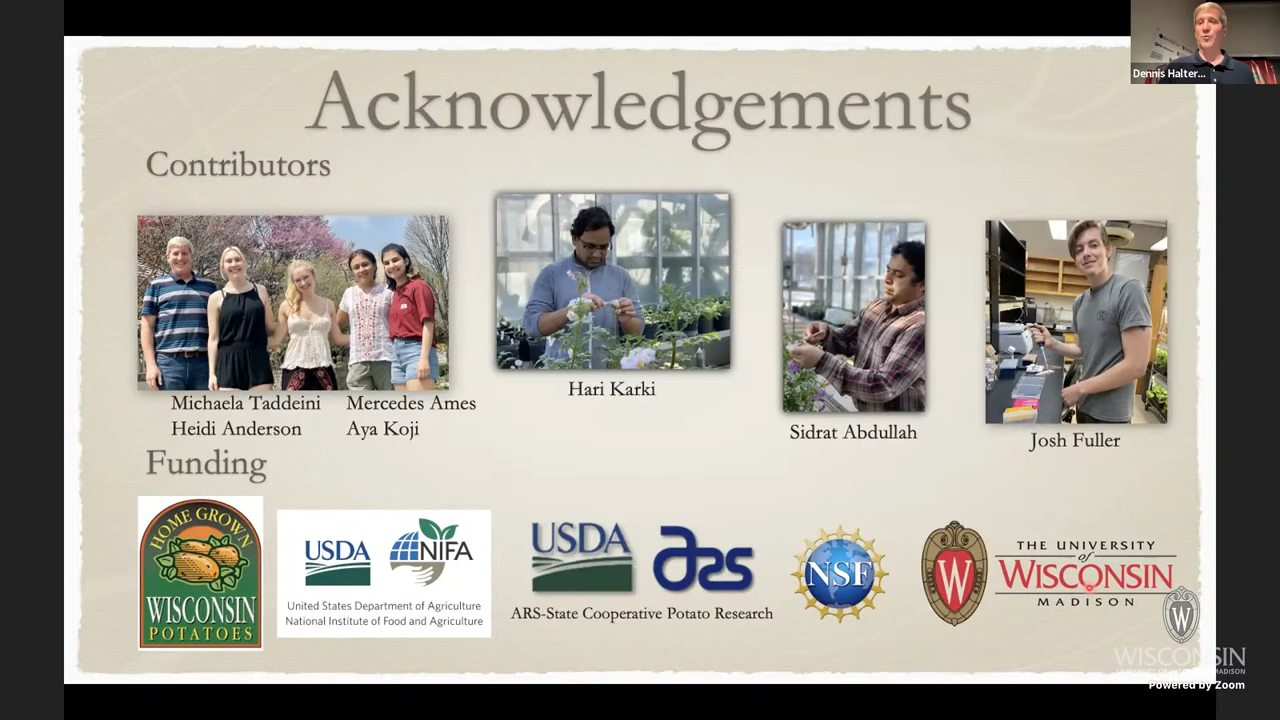 Dennis Halter...
Acknowledgements
Contributors
Michaela Taddeini
Heidi Anderson
Mercedes Ames
Aya Koji
Hari Karki
Sidrat Abdullah
Josh Fuller
Funding
HOME GROWN
WISCONSIN
POTATOES
USDA
NIFA
United States Department of Agriculture
National Institute of Food and Agriculture
USDA
ars
ARS-State Cooperative Potato Research
NSF
W
THE UNIVERSITY
of
WISCONSIN
MADISON
W
WISCONSIN
Powered by Zoom